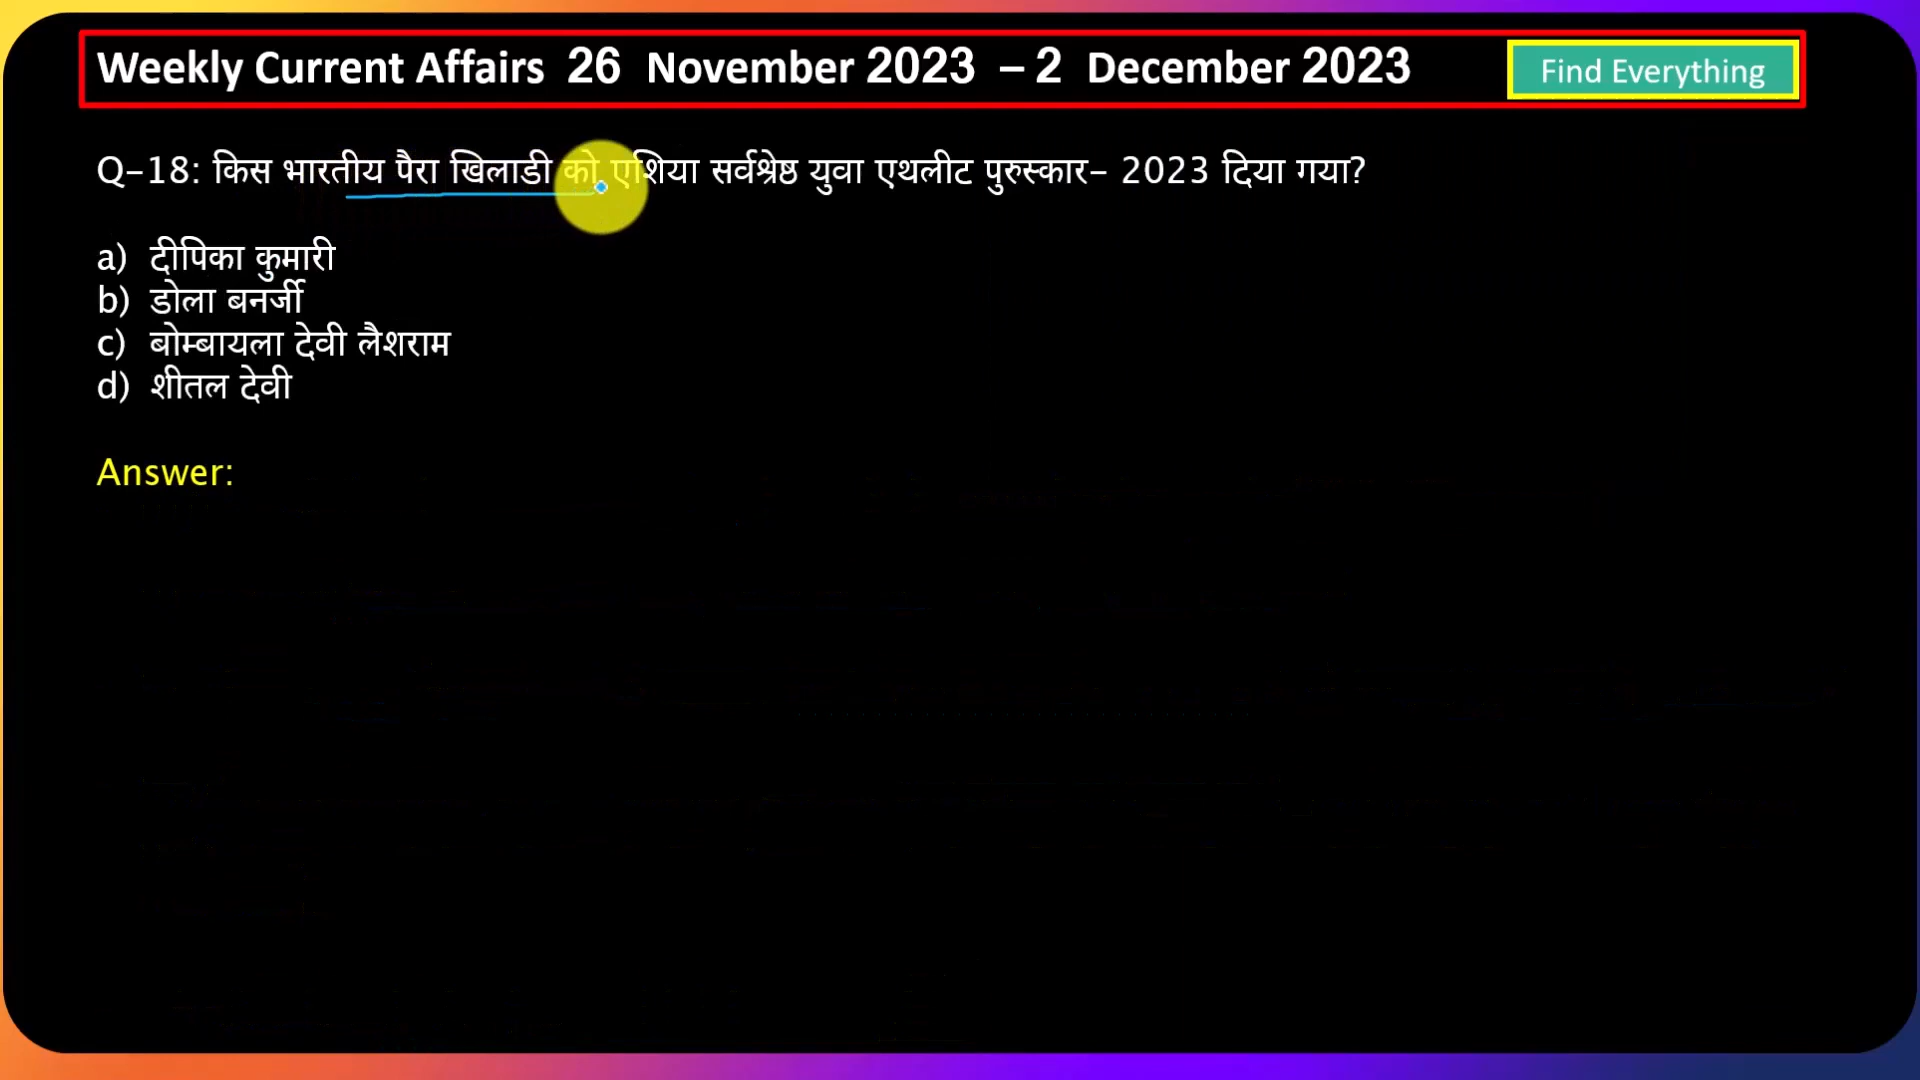 Weekly Current Affairs 26 November 2023 – 2 December 2023
Find Everything
Q-18: किस भारतीय पैरा खिलाडी को एशिया सर्वश्रेष्ठ युवा एथलीट पुरुस्कार- 2023 दिया गया?
a) दीपिका कुमारी
b) डोला बनर्जी
c) बोम्बायला देवी लैशराम
d) शीतल देवी
Answer: